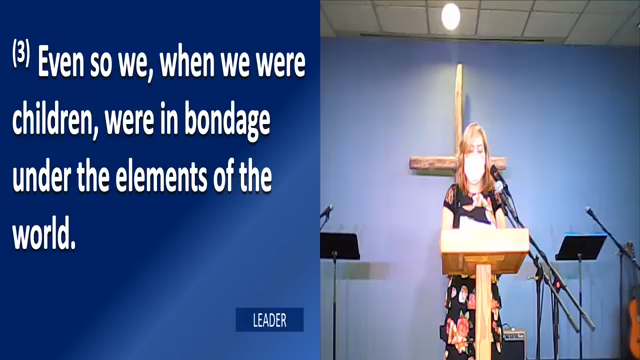 (3) Even so we, when we were
children, were in bondage
under the elements of the
world.
LEADER